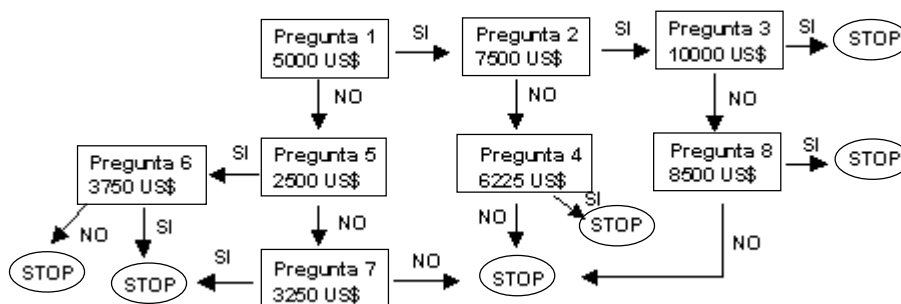 Pregunta 1
5000 US$
SI
Pregunta 2
7500 US$
SI
Pregunta 3
10000 US$
SI
STOP
NO
NO
NO
Pregunta 6
3750 US$
SI
Pregunta 5
2500 US$
Pregunta 4
6225 US$
Pregunta 8
8500 US$
SI
STOP
NO
SI
NO
NO
SI
STOP
NO
STOP
STOP
SI
Pregunta 7
3250 US$
NO
STOP